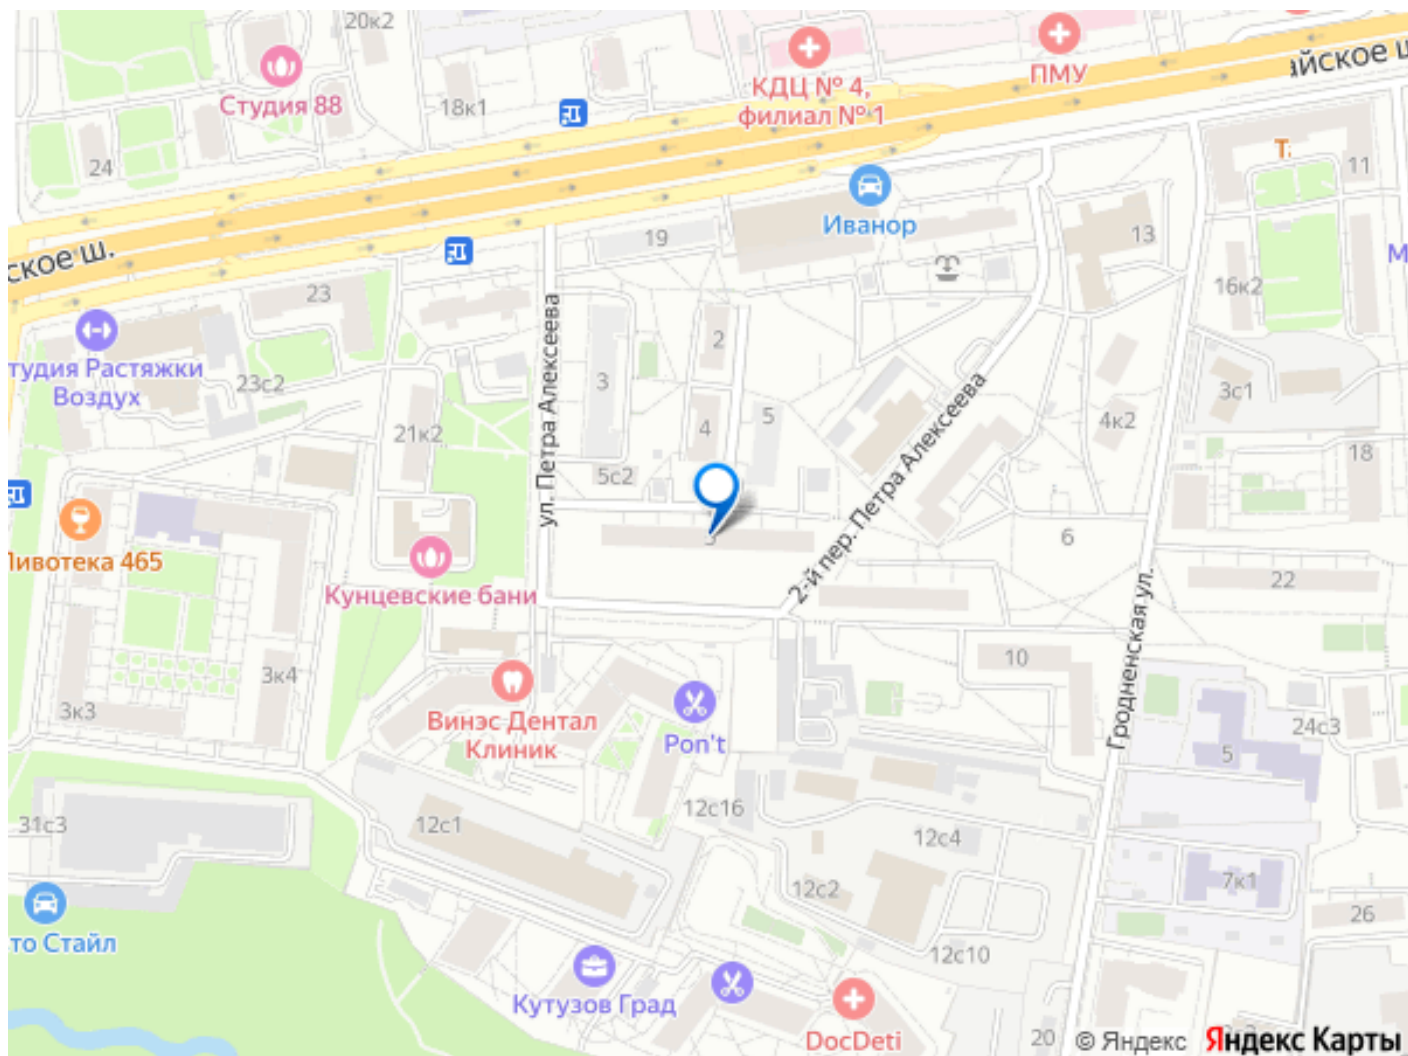 20к2
Студия 88
18к1
24
КДЦ № 4,
филиал № 1
ПМУ
айское ш
Та
11
Иванор
19
13
16к2
ское ш.
23
тудия Растяжки
Воздух
23с2
ул. Петра Алексеева
2
3
4
5
21к2
5с2
3с1
4к2
18
2-й пер. Петра Алексеева
Пивотека 465
Кунцевские бани
6
22
Гродненская ул.
10
3к4
3к3
Винэс Дентал
Клиник
Pon't
24с3
5
12с16
31с3
12с1
12с4
12с2
7к1
26
то Стайл
12с10
Кутузов Град
DocDeti
20
© Яндекс Яндекс Карты